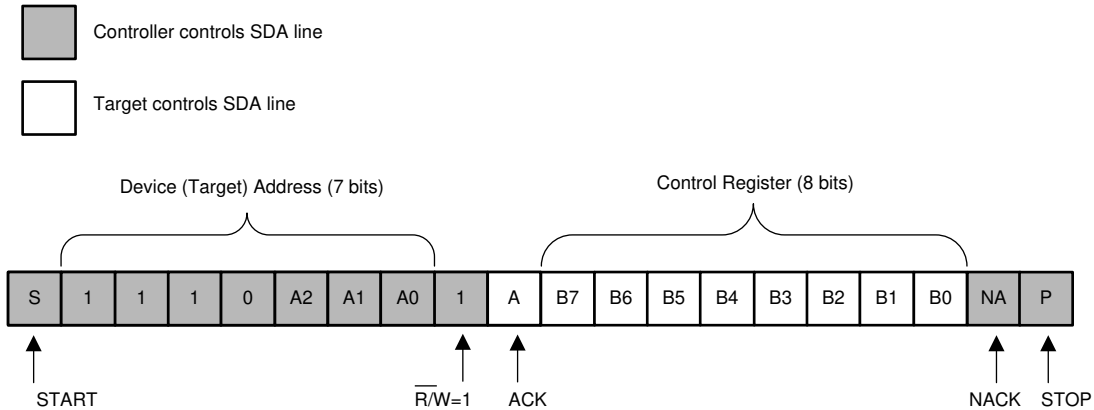 Controller controls SDA line
Target controls SDA line
Device (Target) Address (7 bits)
Control Register (8 bits)
S 1 1 1 0 A2 A1 A0 1 A B7 B6 B5 B4 B3 B2 B1 B0 NA P
START R/W=1 ACK NACK STOP